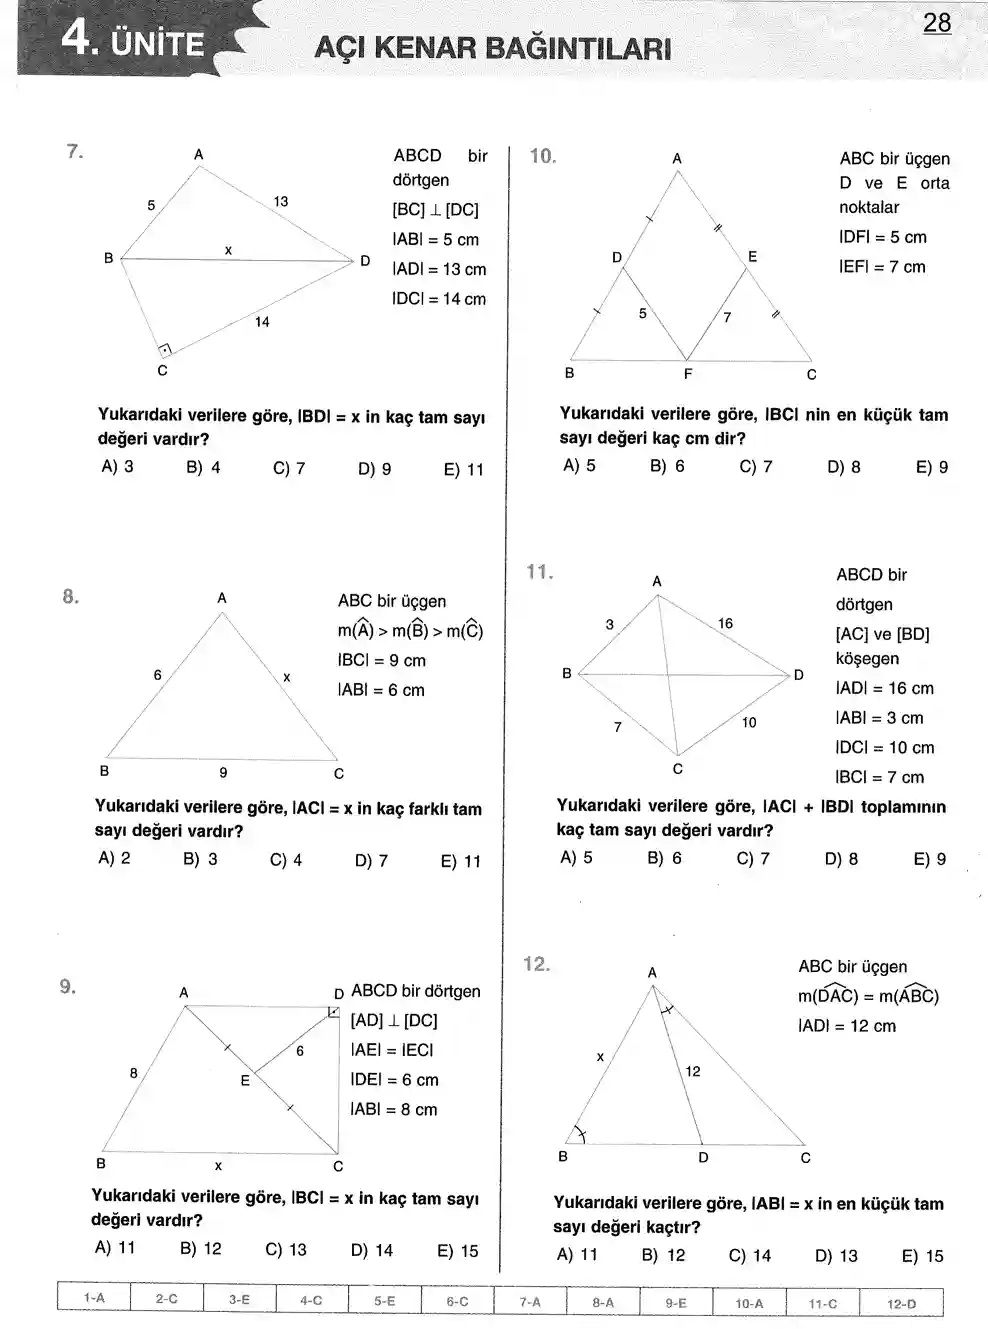 28
4. ÜNİTE
AÇI KENAR BAĞINTILARI
7.
A
5
13
B
x
D
14
C
ABCD bir
dörtgen
[BC] ⊥ [DC]
|AB| = 5 cm
|AD| = 13 cm
|DC| = 14 cm
Yukarıdaki verilere göre, |BD| = x in kaç tam sayı
değeri vardır?
A) 3 B) 4 C) 7 D) 9 E) 11
8.
A
6
x
B
9
C
ABC bir üçgen
m(Â) > m(B̂) > m(Ĉ)
|BC| = 9 cm
|AB| = 6 cm
Yukarıdaki verilere göre, |AC| = x in kaç farklı tam
sayı değeri vardır?
A) 2 B) 3 C) 4 D) 7 E) 11
9.
A
D
8
E
6
B
x
C
ABCD bir dörtgen
[AD] ⊥ [DC]
|AE| = |EC|
|DE| = 6 cm
|AB| = 8 cm
Yukarıdaki verilere göre, |BC| = x in kaç tam sayı
değeri vardır?
A) 11 B) 12 C) 13 D) 14 E) 15
10.
A
D
E
5
7
B
F
C
ABC bir üçgen
D ve E orta
noktalar
|DF| = 5 cm
|EF| = 7 cm
Yukarıdaki verilere göre, |BC| nin en küçük tam
sayı değeri kaç cm dir?
A) 5 B) 6 C) 7 D) 8 E) 9
11.
A
3
16
B
D
7
10
C
ABCD bir
dörtgen
[AC] ve [BD]
köşegen
|AD| = 16 cm
|AB| = 3 cm
|DC| = 10 cm
|BC| = 7 cm
Yukarıdaki verilere göre, |AC| + |BD| toplamının
kaç tam sayı değeri vardır?
A) 5 B) 6 C) 7 D) 8 E) 9
12.
A
x
12
B
D
C
ABC bir üçgen
m(DAC) = m(ABC)
|AD| = 12 cm
Yukarıdaki verilere göre, |AB| = x in en küçük tam
sayı değeri kaçtır?
A) 11 B) 12 C) 14 D) 13 E) 15
1-A 2-C 3-E 4-C 5-E 6-C 7-A 8-A 9-E 10-A 11-C 12-D